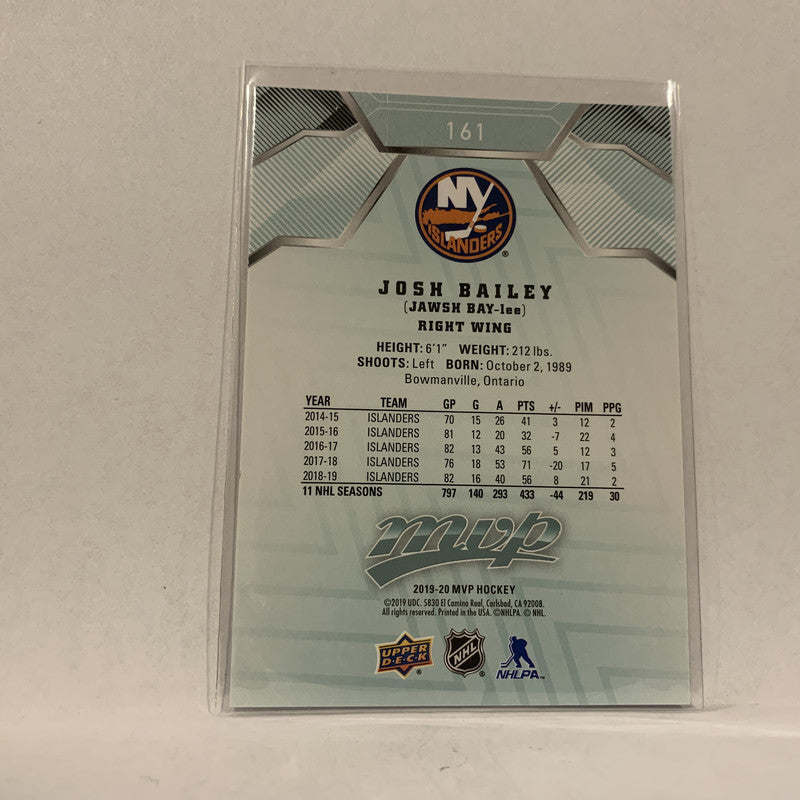 161
NY
ISLANDERS
®
JOSH BAILEY
(JAWSH BAY-lee)
RIGHT WING
HEIGHT: 6'1" WEIGHT: 212 lbs.
SHOOTS: Left BORN: October 2, 1989
Bowmanville, Ontario
YEAR TEAM GP G A PTS +/- PIM PPG
2014-15 ISLANDERS 70 15 26 41 3 12 2
2015-16 ISLANDERS 81 12 20 32 -7 22 4
2016-17 ISLANDERS 82 13 43 56 5 12 3
2017-18 ISLANDERS 76 18 53 71 -20 17 5
2018-19 ISLANDERS 82 16 40 56 8 21 2
11 NHL SEASONS 797 140 293 433 -44 219 30
mvp
2019-20 MVP HOCKEY
©2019 UDC. 5830 El Camino Real, Carlsbad, CA 92008.
All rights reserved. Printed in the USA. ©NHLPA. © NHL.
UPPER DECK ® NHL ® NHLPA™